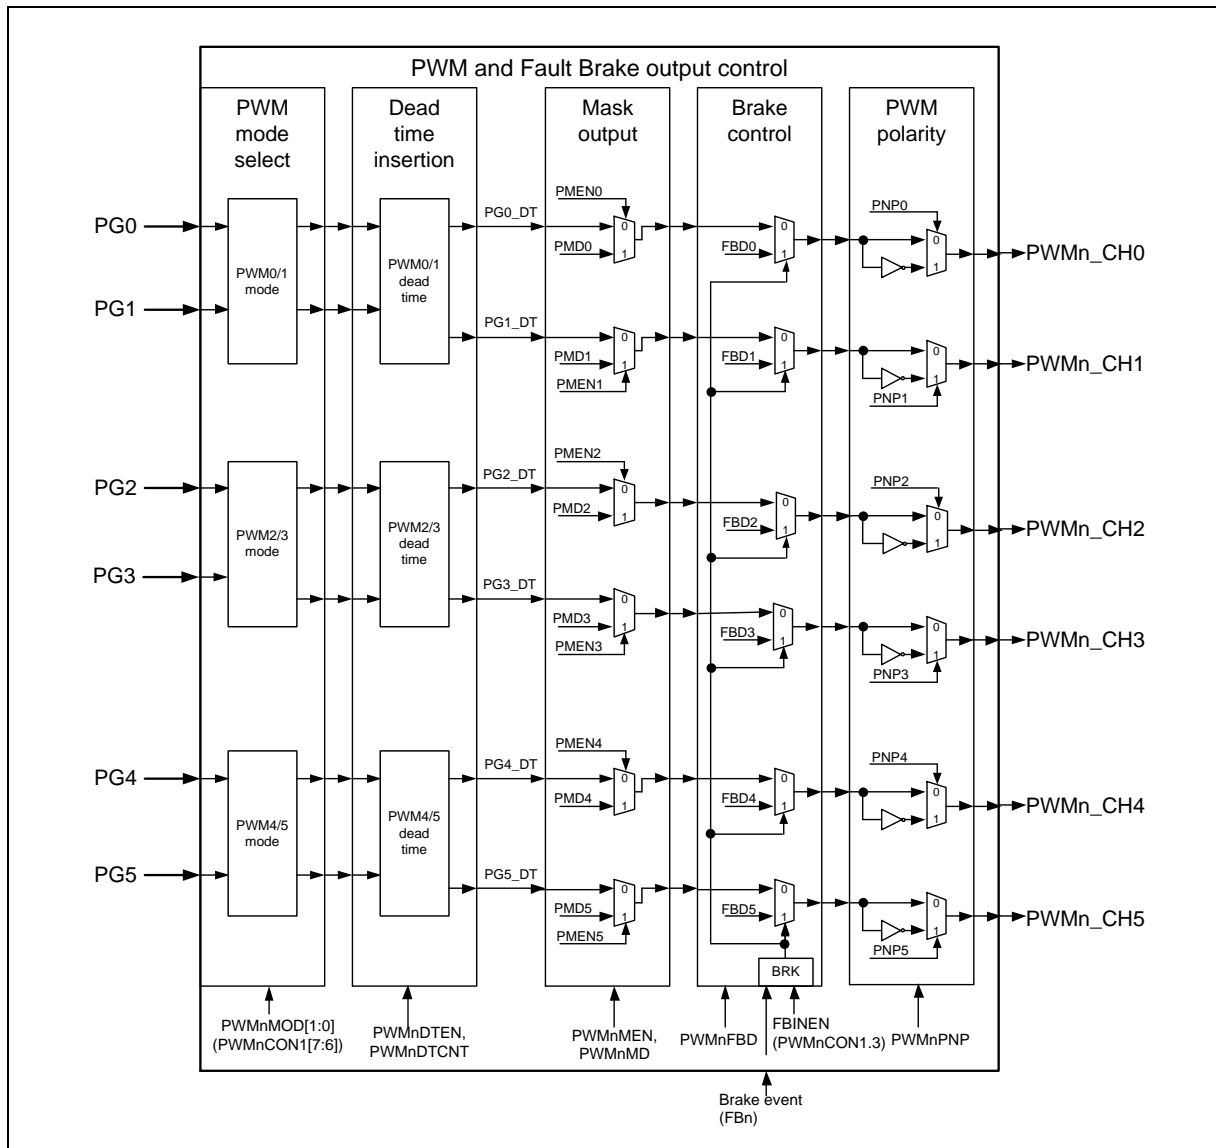 PWM and Fault Brake output control
PWM
mode
select
Dead
time
insertion
Mask
output
Brake
control
PWM
polarity
PG0
PG1
PWM0/1
mode
PWM0/1
dead
time
PG0_DT
PG1_DT
PMEN0
0
PMD0
1
0
PMD1
1
PMEN1
0
FBD0
1
0
FBD1
1
PNP0
0
1
0
1
PNP1
PWMn_CH0
PWMn_CH1
PG2
PG3
PWM2/3
mode
PWM2/3
dead
time
PG2_DT
PG3_DT
PMEN2
0
PMD2
1
0
PMD3
1
PMEN3
0
FBD2
1
0
FBD3
1
PNP2
0
1
0
1
PNP3
PWMn_CH2
PWMn_CH3
PG4
PG5
PWM4/5
mode
PWM4/5
dead
time
PG4_DT
PG5_DT
PMEN4
0
PMD4
1
0
PMD5
1
PMEN5
0
FBD4
1
0
FBD5
1
BRK
PNP4
0
1
0
1
PNP5
PWMn_CH4
PWMn_CH5
PWMnMOD[1:0]
(PWMnCON1[7:6])
PWMnDTEN,
PWMnDTCNT
PWMnMEN,
PWMnMD
PWMnFBD
FBINEN
(PWMnCON1.3)
PWMnPNP
Brake event
(FBn)